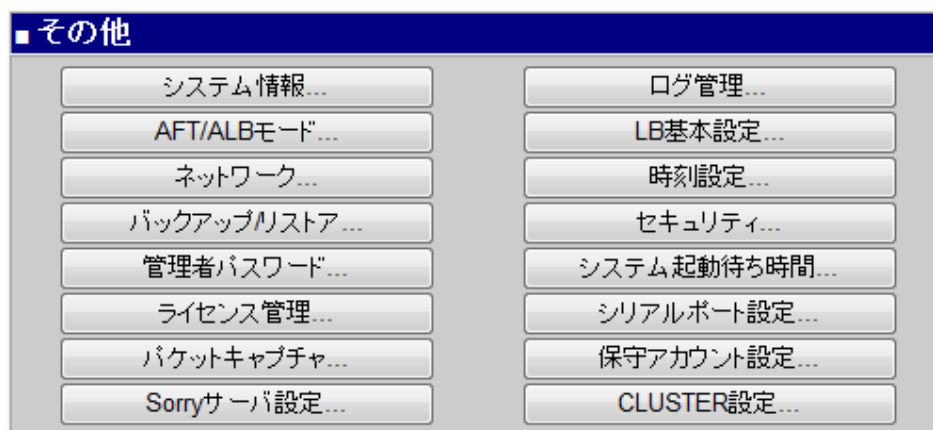 ■その他
システム情報... ログ管理...
AFT/ALBモード... LB基本設定...
ネットワーク... 時刻設定...
バックアップ/リストア... セキュリティ...
管理者パスワード... システム起動待ち時間...
ライセンス管理... シリアルポート設定...
パケットキャプチャ... 保守アカウント設定...
Sorryサーバ設定... CLUSTER設定...